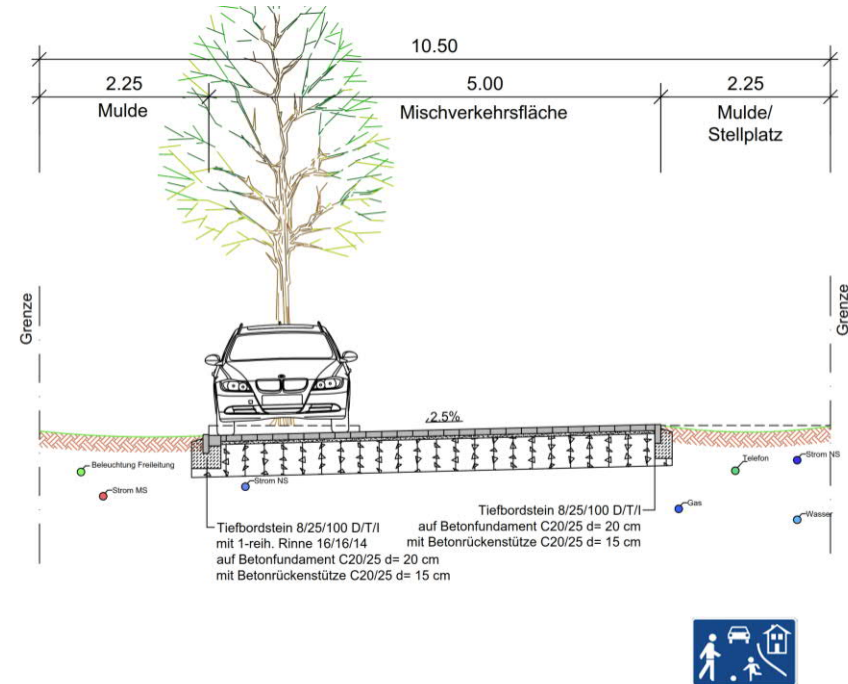 10.50
2.25
5.00
2.25
Mulde
Mischverkehrsfläche
Mulde/
Stellplatz
Grenze
Grenze
2.5%
Beleuchtung Freileitung
Strom MS
Strom NS
Telefon
Strom NS
Gas
Wasser
Tiefbordstein 8/25/100 D/T/I
mit 1-reih. Rinne 16/16/14
auf Betonfundament C20/25 d= 20 cm
mit Betonrückenstütze C20/25 d= 15 cm
Tiefbordstein 8/25/100 D/T/I
auf Betonfundament C20/25 d= 20 cm
mit Betonrückenstütze C20/25 d= 15 cm